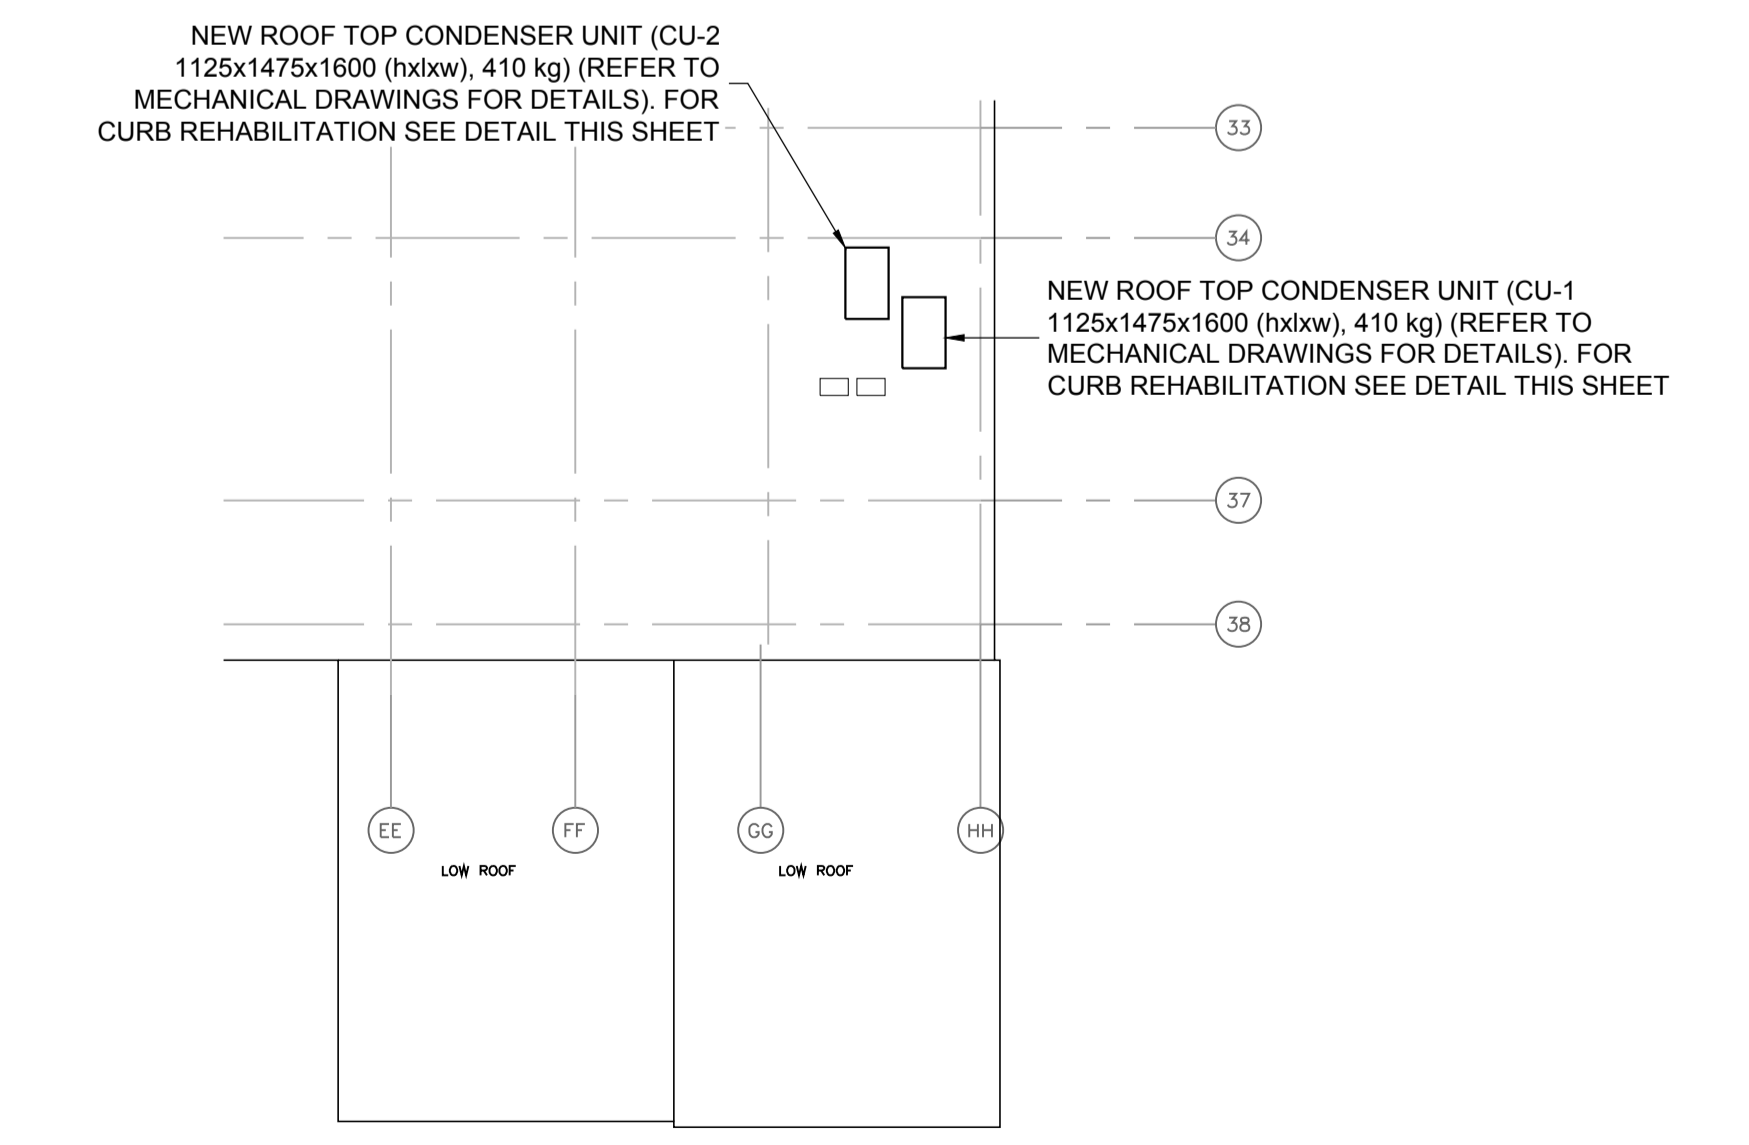 NEW ROOF TOP CONDENSER UNIT (CU-2
1125x1475x1600 (hxlxw), 410 kg) (REFER TO
MECHANICAL DRAWINGS FOR DETAILS). FOR
CURB REHABILITATION SEE DETAIL THIS SHEET
33
34
NEW ROOF TOP CONDENSER UNIT (CU-1
1125x1475x1600 (hxlxw), 410 kg) (REFER TO
MECHANICAL DRAWINGS FOR DETAILS). FOR
CURB REHABILITATION SEE DETAIL THIS SHEET
37
38
EE
FF
GG
HH
LOW ROOF
LOW ROOF